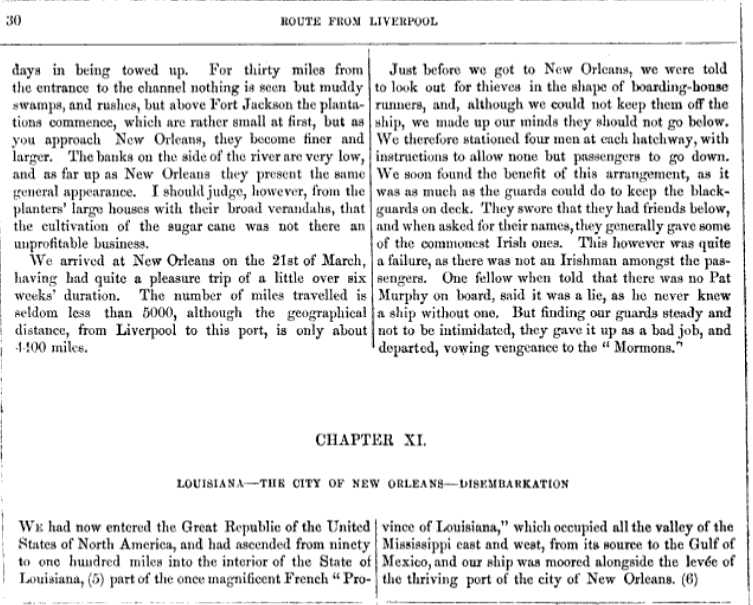 30
ROUTE FROM LIVERPOOL
days in being towed up. For thirty miles from
the entrance to the channel nothing is seen but muddy
swamps, and rushes, but above Fort Jackson the planta-
tions commence, which are rather small at first, but as
you approach New Orleans, they become finer and
larger. The banks on the side of the river are very low,
and as far up as New Orleans they present the same
general appearance. I should judge, however, from the
planters' large houses with their broad verandahs, that
the cultivation of the sugar cane was not there an
unprofitable business.
We arrived at New Orleans on the 21st of March,
having had quite a pleasure trip of a little over six
weeks' duration. The number of miles travelled is
seldom less than 5000, although the geographical
distance, from Liverpool to this port, is only about
4400 miles.
Just before we got to New Orleans, we were told
to look out for thieves in the shape of boarding-house
runners, and, although we could not keep them off the
ship, we made up our minds they should not go below.
We therefore stationed four men at each hatchway, with
instructions to allow none but passengers to go down.
We soon found the benefit of this arrangement, as it
was as much as the guards could do to keep the black-
guards on deck. They swore that they had friends below,
and when asked for their names, they generally gave some
of the commonest Irish ones. This however was quite
a failure, as there was not an Irishman amongst the pas-
sengers. One fellow when told that there was no Pat
Murphy on board, said it was a lie, as he never knew
a ship without one. But finding our guards steady and
not to be intimidated, they gave it up as a bad job, and
departed, vowing vengeance to the "Mormons."
CHAPTER XI.
LOUISIANA—THE CITY OF NEW ORLEANS—DISEMBARKATION
WE had now entered the Great Republic of the United
States of North America, and had ascended from ninety
to one hundred miles into the interior of the State of
Louisiana, (5) part of the once magnificent French "Pro-
vince of Louisiana," which occupied all the valley of the
Mississippi east and west, from its source to the Gulf of
Mexico, and our ship was moored alongside the levée of
the thriving port of the city of New Orleans. (6)